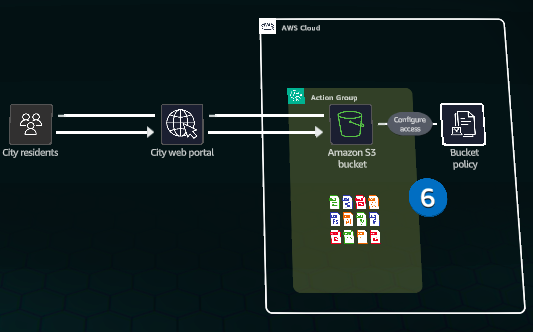 AWS Cloud
Action Group
Configure
access
City residents
City web portal
Amazon S3
bucket
Bucket
policy
6